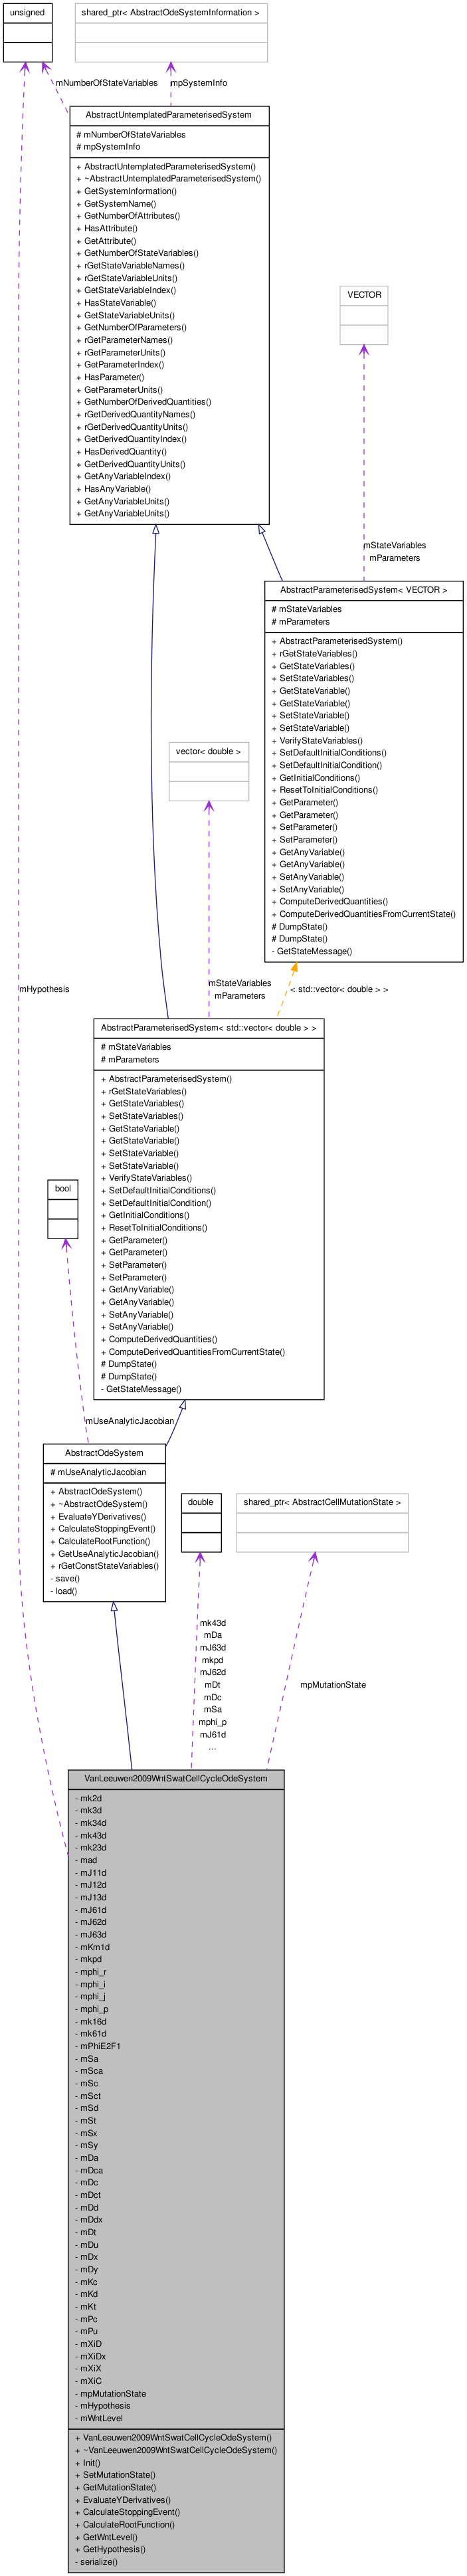 unsigned
shared_ptr< AbstractOdeSystemInformation >
mNumberOfStateVariables
mpSystemInfo
AbstractUntemplatedParameterisedSystem
# mNumberOfStateVariables
# mpSystemInfo
+ AbstractUntemplatedParameterisedSystem()
+ ~AbstractUntemplatedParameterisedSystem()
+ GetSystemInformation()
+ GetSystemName()
+ GetNumberOfAttributes()
+ HasAttribute()
+ GetAttribute()
+ GetNumberOfStateVariables()
+ rGetStateVariableNames()
+ rGetStateVariableUnits()
+ GetStateVariableIndex()
+ HasStateVariable()
+ GetStateVariableUnits()
+ GetNumberOfParameters()
+ rGetParameterNames()
+ rGetParameterUnits()
+ GetParameterIndex()
+ HasParameter()
+ GetParameterUnits()
+ GetNumberOfDerivedQuantities()
+ rGetDerivedQuantityNames()
+ rGetDerivedQuantityUnits()
+ GetDerivedQuantityIndex()
+ HasDerivedQuantity()
+ GetDerivedQuantityUnits()
+ GetAnyVariableIndex()
+ HasAnyVariable()
+ GetAnyVariableUnits()
+ GetAnyVariableUnits()
VECTOR
mStateVariables
mParameters
AbstractParameterisedSystem< VECTOR >
# mStateVariables
# mParameters
+ AbstractParameterisedSystem()
+ rGetStateVariables()
+ GetStateVariables()
+ SetStateVariables()
+ GetStateVariable()
+ GetStateVariable()
+ SetStateVariable()
+ SetStateVariable()
+ VerifyStateVariables()
+ SetDefaultInitialConditions()
+ SetDefaultInitialCondition()
+ GetInitialConditions()
+ ResetToInitialConditions()
+ GetParameter()
+ GetParameter()
+ SetParameter()
+ SetParameter()
+ GetAnyVariable()
+ GetAnyVariable()
+ SetAnyVariable()
+ SetAnyVariable()
+ ComputeDerivedQuantities()
+ ComputeDerivedQuantitiesFromCurrentState()
# DumpState()
# DumpState()
- GetStateMessage()
vector< double >
mHypothesis
mStateVariables
mParameters
< std::vector< double > >
AbstractParameterisedSystem< std::vector< double > >
# mStateVariables
# mParameters
+ AbstractParameterisedSystem()
+ rGetStateVariables()
+ GetStateVariables()
+ SetStateVariables()
+ GetStateVariable()
+ GetStateVariable()
+ SetStateVariable()
+ SetStateVariable()
+ VerifyStateVariables()
+ SetDefaultInitialConditions()
+ SetDefaultInitialCondition()
+ GetInitialConditions()
+ ResetToInitialConditions()
+ GetParameter()
+ GetParameter()
+ SetParameter()
+ SetParameter()
+ GetAnyVariable()
+ GetAnyVariable()
+ SetAnyVariable()
+ SetAnyVariable()
+ ComputeDerivedQuantities()
+ ComputeDerivedQuantitiesFromCurrentState()
# DumpState()
# DumpState()
- GetStateMessage()
bool
mUseAnalyticJacobian
AbstractOdeSystem
# mUseAnalyticJacobian
+ AbstractOdeSystem()
+ ~AbstractOdeSystem()
+ EvaluateYDerivatives()
+ CalculateStoppingEvent()
+ CalculateRootFunction()
+ GetUseAnalyticJacobian()
+ rGetConstStateVariables()
- save()
- load()
double
shared_ptr< AbstractCellMutationState >
mk43d
mDa
mJ63d
mkpd
mJ62d
mDt
mDc
mSa
mphi_p
mJ61d
...
mpMutationState
VanLeeuwen2009WntSwatCellCycleOdeSystem
- mk2d
- mk3d
- mk34d
- mk43d
- mk23d
- mad
- mJ11d
- mJ12d
- mJ13d
- mJ61d
- mJ62d
- mJ63d
- mKm1d
- mkpd
- mphi_r
- mphi_i
- mphi_j
- mphi_p
- mk16d
- mk61d
- mPhiE2F1
- mSa
- mSca
- mSc
- mSct
- mSd
- mSt
- mSx
- mSy
- mDa
- mDca
- mDc
- mDct
- mDd
- mDdx
- mDt
- mDu
- mDx
- mDy
- mKc
- mKd
- mKt
- mPc
- mPu
- mXiD
- mXiDx
- mXiX
- mXiC
- mpMutationState
- mHypothesis
- mWntLevel
+ VanLeeuwen2009WntSwatCellCycleOdeSystem()
+ ~VanLeeuwen2009WntSwatCellCycleOdeSystem()
+ Init()
+ SetMutationState()
+ GetMutationState()
+ EvaluateYDerivatives()
+ CalculateStoppingEvent()
+ CalculateRootFunction()
+ GetWntLevel()
+ GetHypothesis()
- serialize()